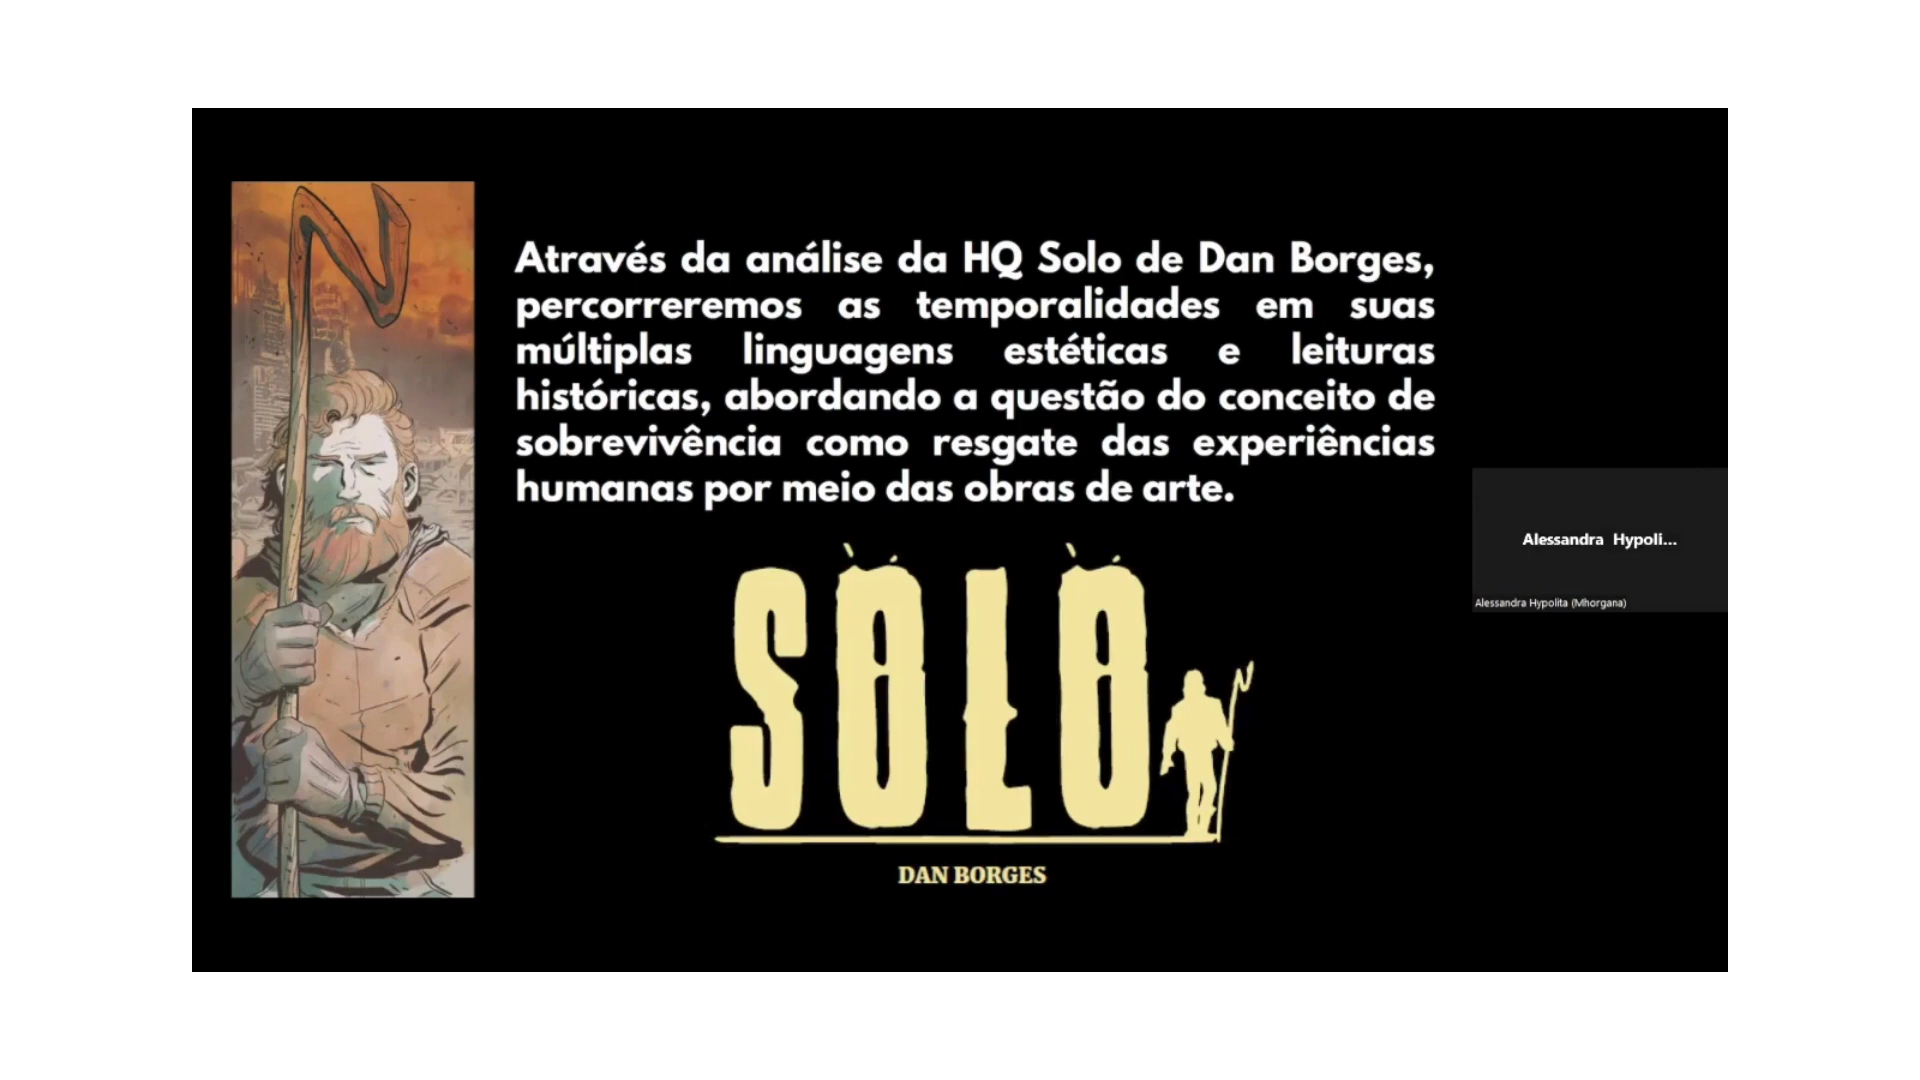 Através da análise da HQ Solo de Dan Borges,
percorreremos as temporalidades em suas
múltiplas linguagens estéticas e leituras
históricas, abordando a questão do conceito de
sobrevivência como resgate das experiências
humanas por meio das obras de arte.
SOLO
DAN BORGES
Alessandra Hypoli...
Alessandra Hypolita (Mhorgana)